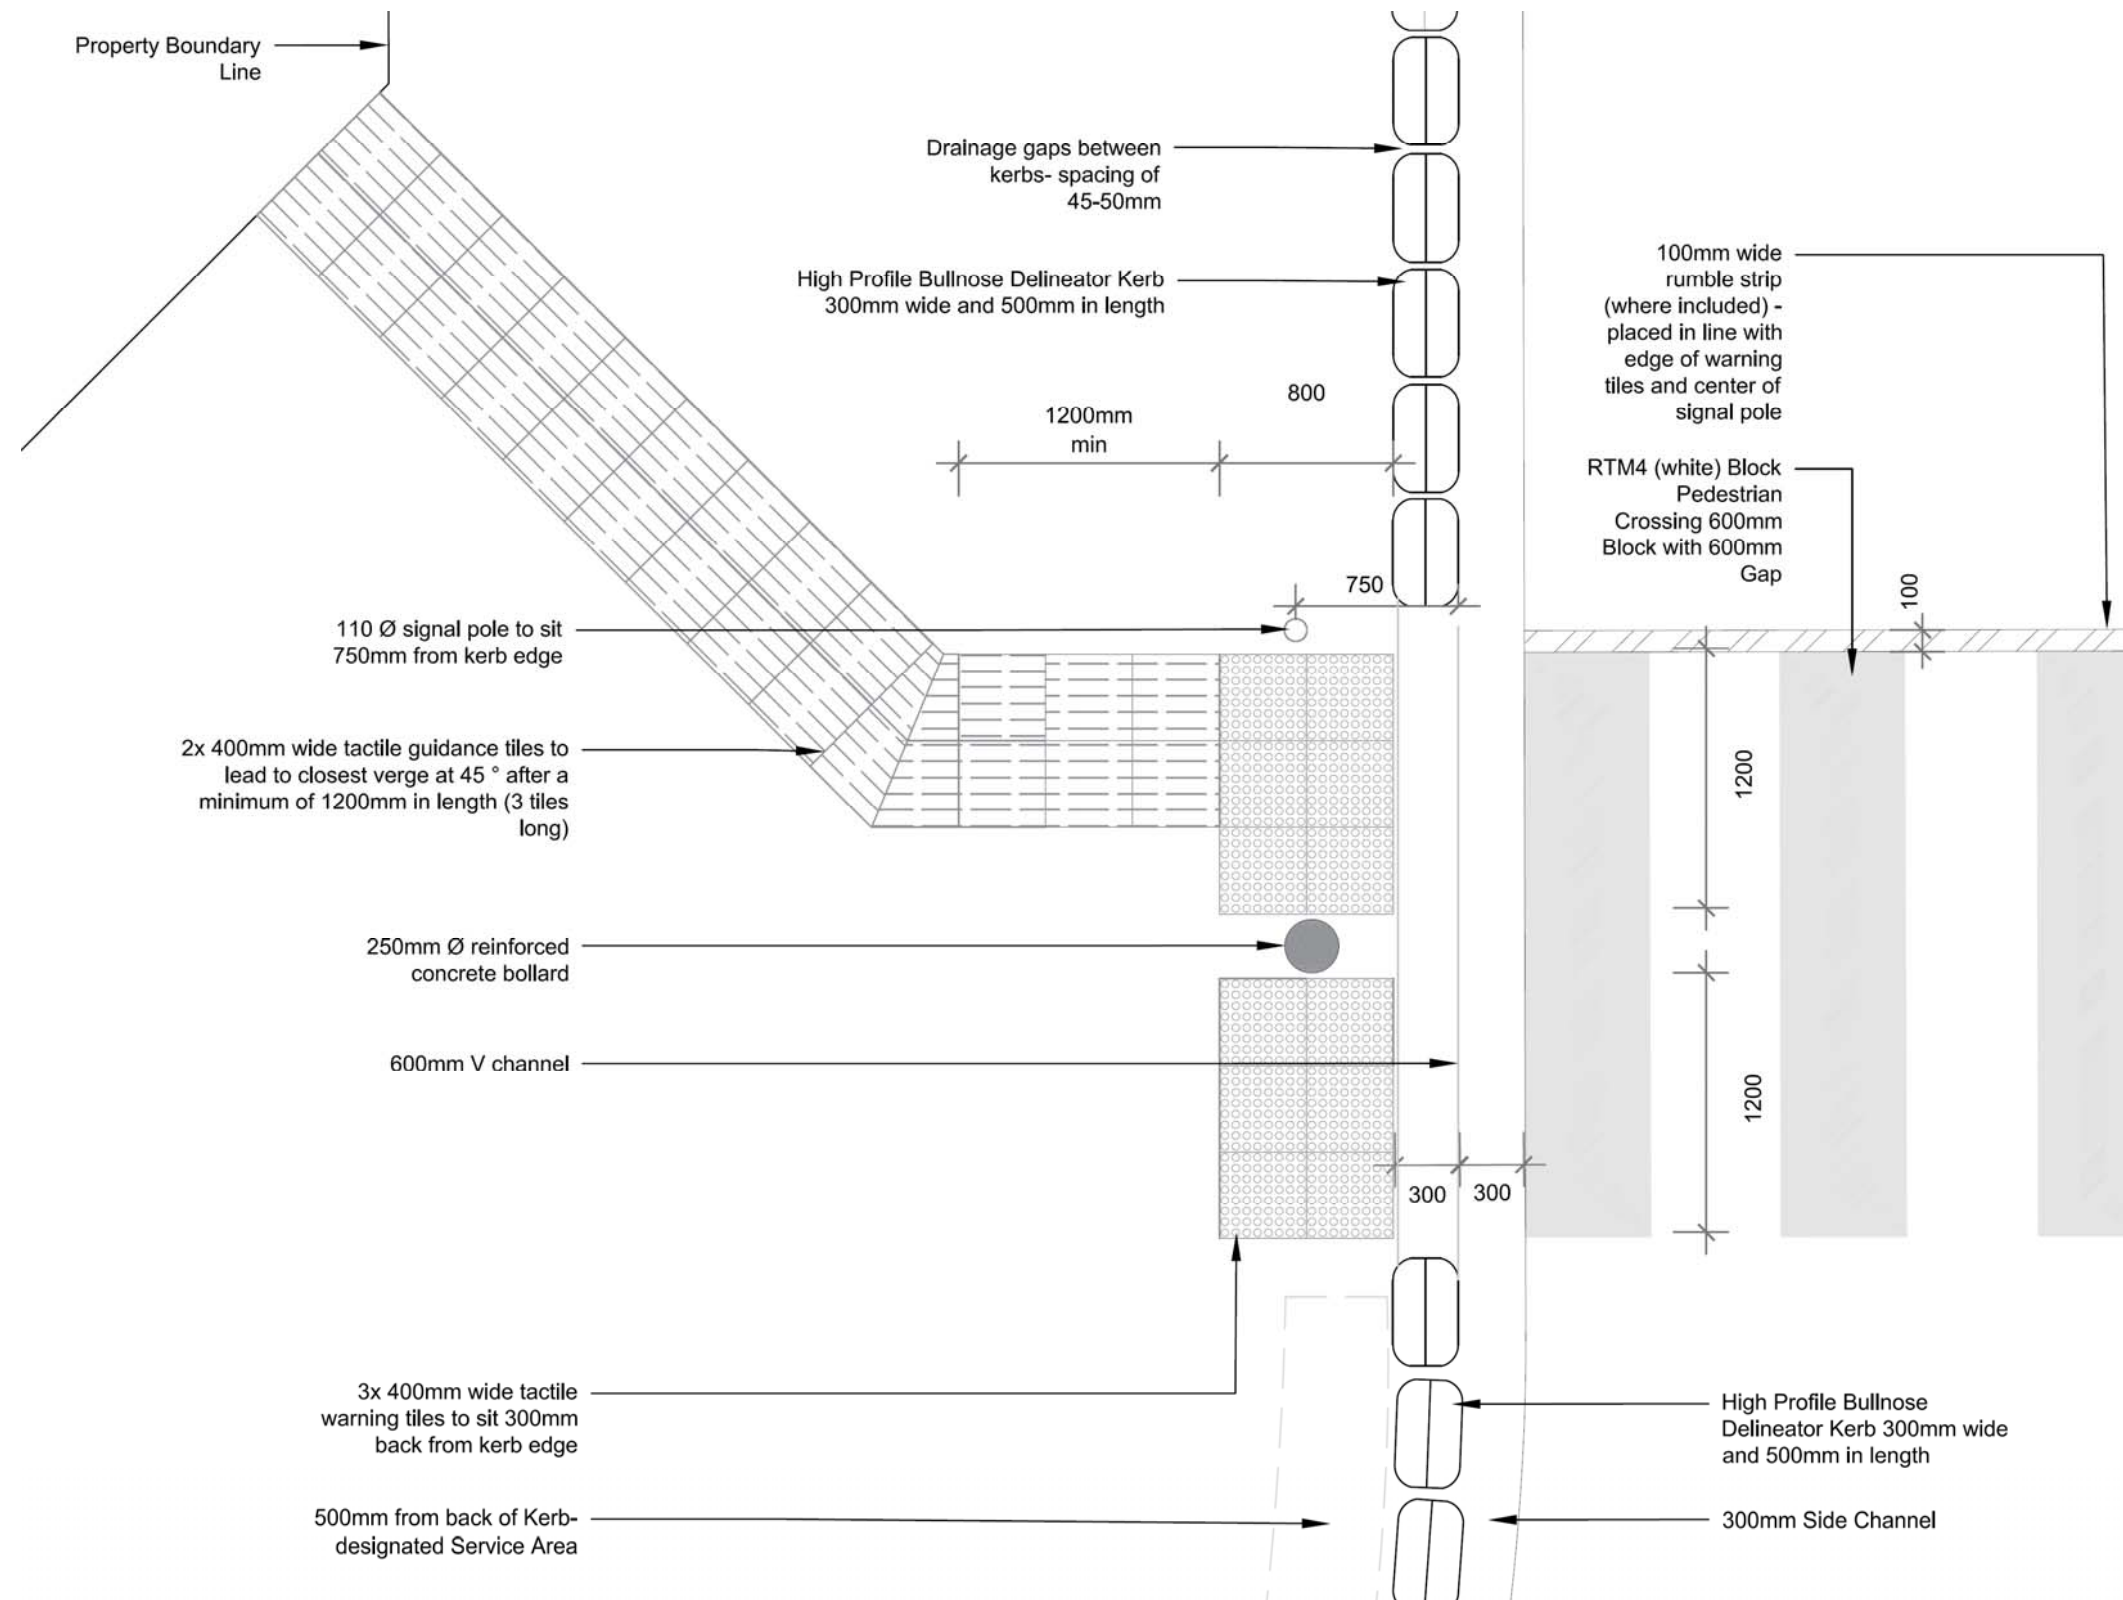 Property Boundary
Line
Drainage gaps between
kerbs- spacing of
45-50mm
High Profile Bullnose Delineator Kerb
300mm wide and 500mm in length
100mm wide
rumble strip
(where included) -
placed in line with
edge of warning
tiles and center of
signal pole
800
1200mm
min
RTM4 (white) Block
Pedestrian
Crossing 600mm
Block with 600mm
Gap
750
100
110 Ø signal pole to sit
750mm from kerb edge
2x 400mm wide tactile guidance tiles to
lead to closest verge at 45 ° after a
minimum of 1200mm in length (3 tiles
long)
1200
250mm Ø reinforced
concrete bollard
600mm V channel
1200
300
300
3x 400mm wide tactile
warning tiles to sit 300mm
back from kerb edge
High Profile Bullnose
Delineator Kerb 300mm wide
and 500mm in length
500mm from back of Kerb-
designated Service Area
300mm Side Channel